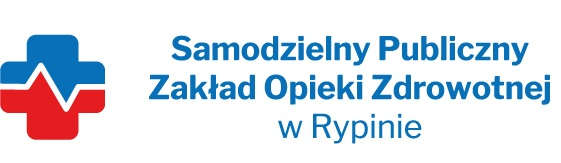 Samodzielny Publiczny
Zakład Opieki Zdrowotnej
w Rypinie